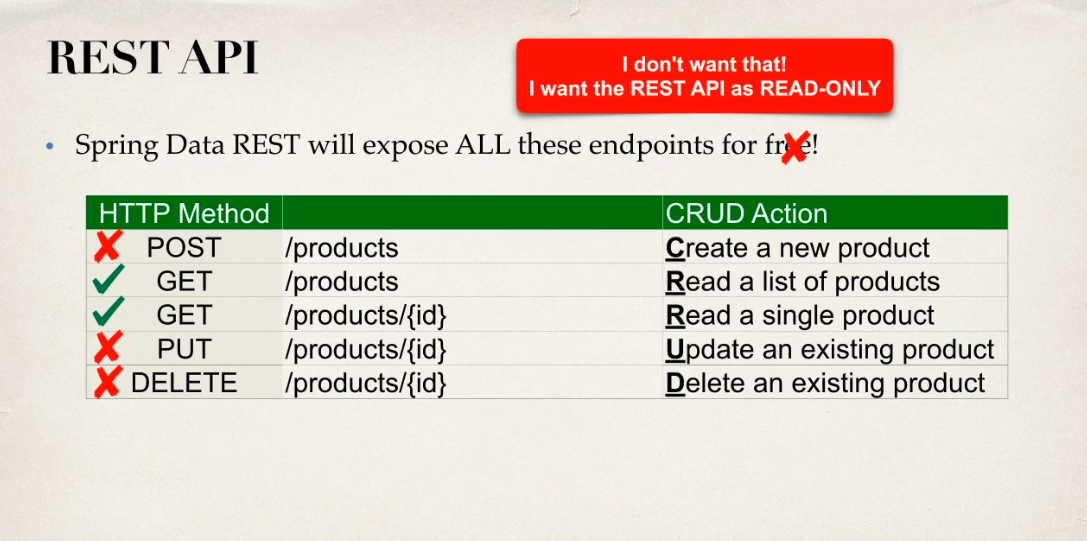 REST API
I don't want that!
I want the REST API as READ-ONLY
• Spring Data REST will expose ALL these endpoints for free!
HTTP Method CRUD Action
POST /products Create a new product
GET /products Read a list of products
GET /products/{id} Read a single product
PUT /products/{id} Update an existing product
DELETE /products/{id} Delete an existing product